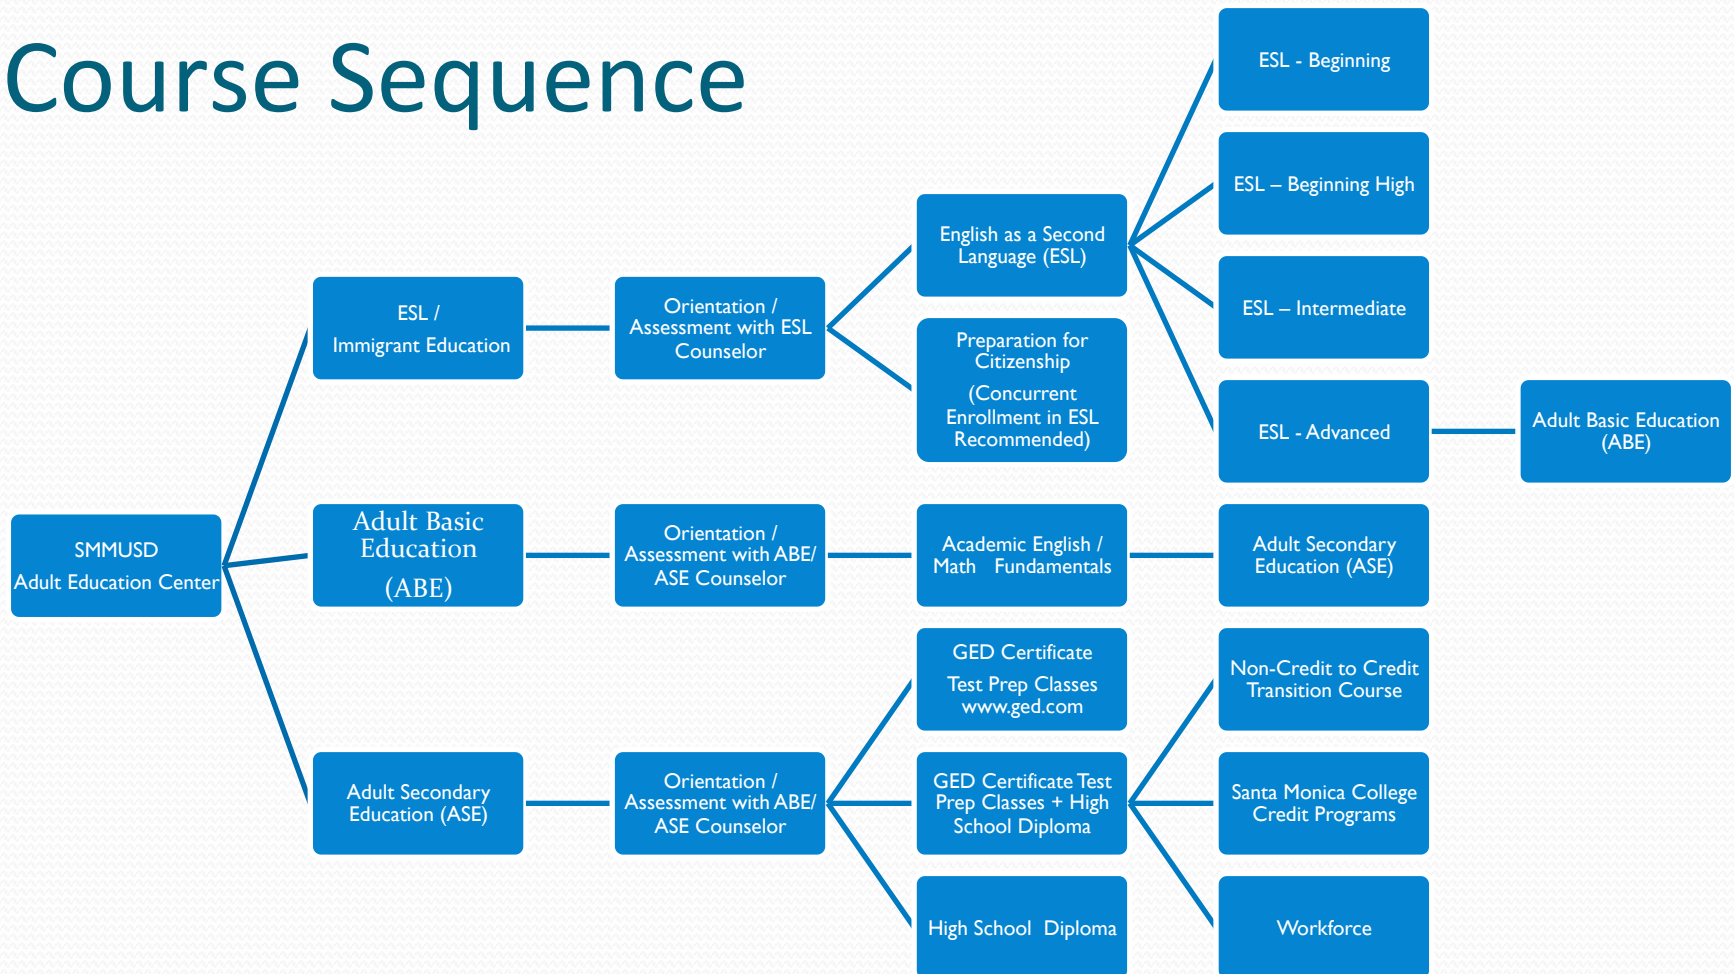 Course Sequence
SMMUSD
Adult Education Center
ESL /
Immigrant Education
Orientation /
Assessment with ESL
Counselor
English as a Second
Language (ESL)
ESL - Beginning
ESL – Beginning High
ESL – Intermediate
ESL - Advanced
Adult Basic Education
(ABE)
Preparation for
Citizenship
(Concurrent
Enrollment in ESL
Recommended)
Adult Basic
Education
(ABE)
Orientation /
Assessment with ABE/
ASE Counselor
Academic English /
Math Fundamentals
Adult Secondary
Education (ASE)
Adult Secondary
Education (ASE)
Orientation /
Assessment with ABE/
ASE Counselor
GED Certificate
Test Prep Classes
www.ged.com
GED Certificate Test
Prep Classes + High
School Diploma
Non-Credit to Credit
Transition Course
Santa Monica College
Credit Programs
Workforce
High School Diploma